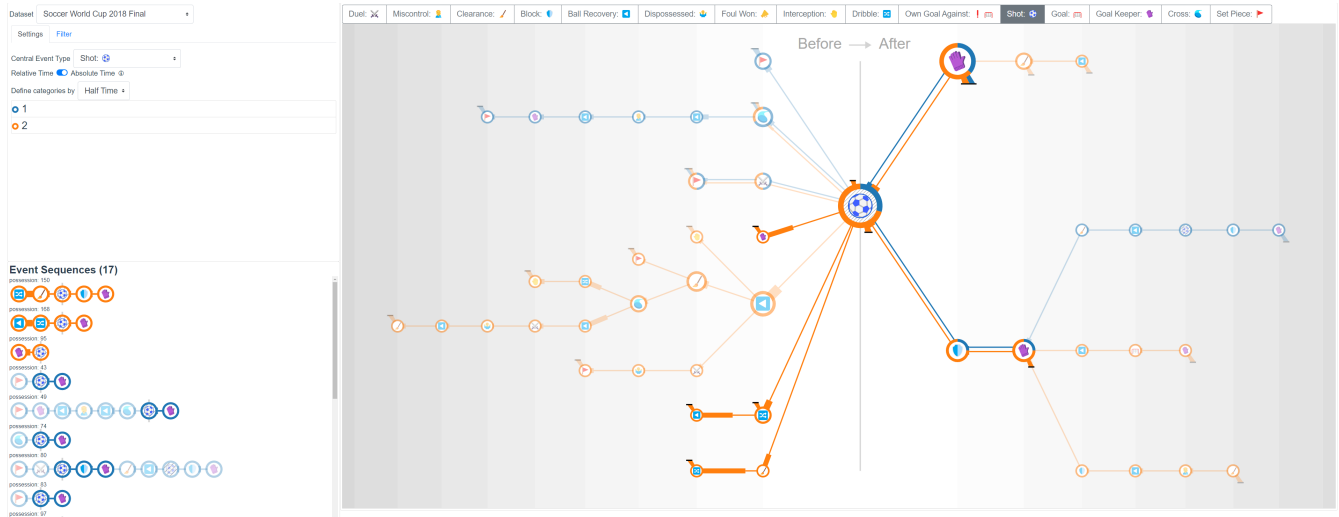 Dataset Soccer World Cup 2018 Final
Settings Filter
Central Event Type Shot:
Relative Time Absolute Time
Define categories by Half Time
1
2
Duel: Miscontrol: Clearance: Block: Ball Recovery: Dispossessed: Foul Won: Interception: Dribble: Own Goal Against: Shot: Goal: Goal Keeper: Cross: Set Piece:
Before → After
Event Sequences (17)
possession: 150
possession: 168
possession: 95
possession: 43
possession: 49
possession: 74
possession: 80
possession: 83
possession: 97